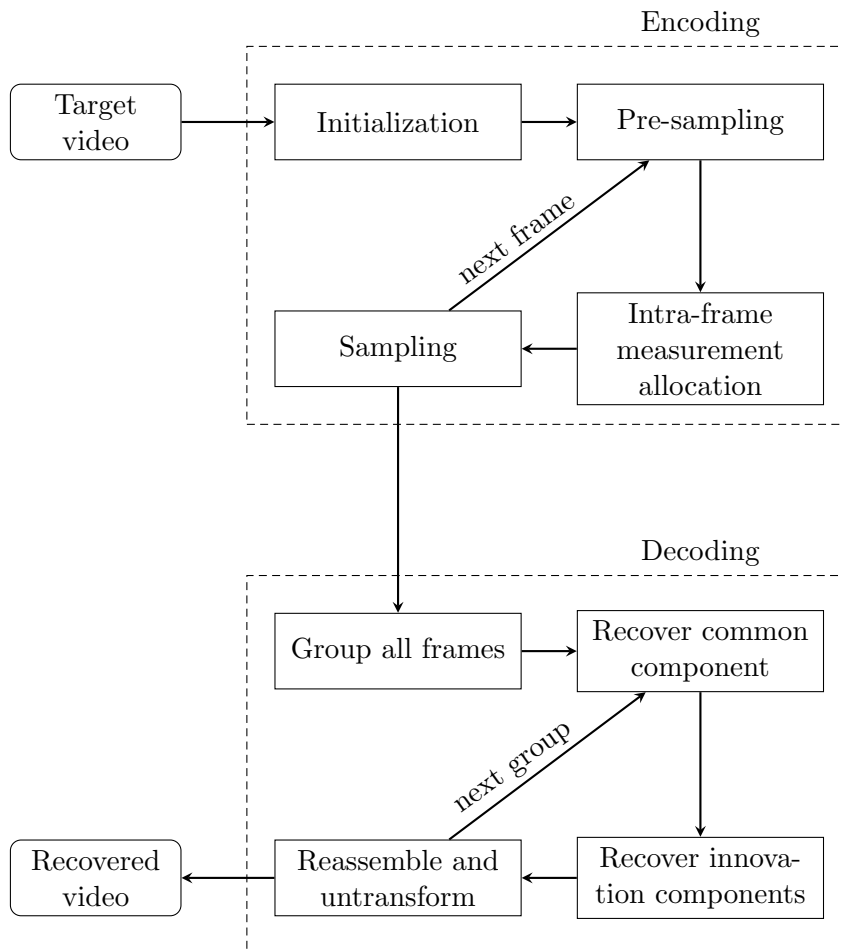 Encoding
Target
video
Initialization
Pre-sampling
next frame
Sampling
Intra-frame
measurement
allocation
Decoding
Group all frames
Recover common
component
next group
Recovered
video
Reassemble and
untransform
Recover innova-
tion components